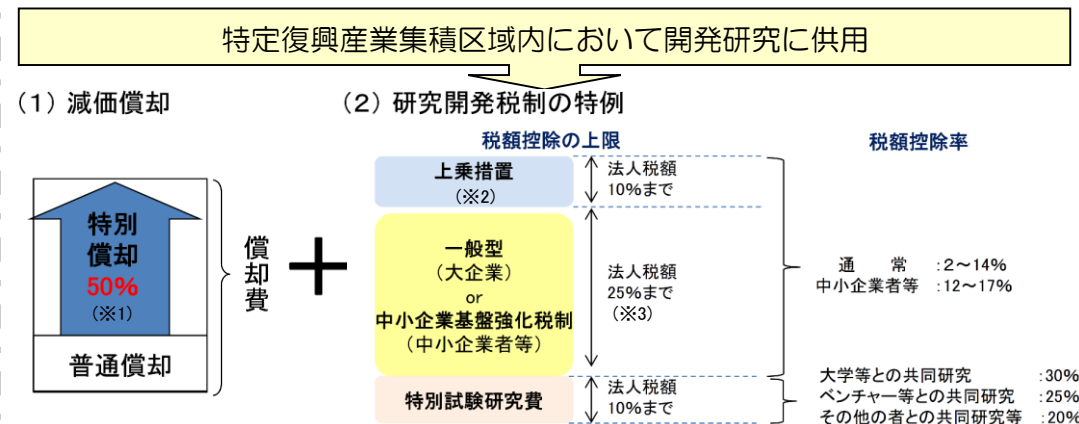 特定復興産業集積区域内において開発研究に供用
（1）減価償却
（2）研究開発税制の特例
税額控除の上限
税額控除率
特別
償却
50%
（※1）
普通償却
償却費
＋
上乗措置
（※2）
法人税額
10%まで
一般型
（大企業）
or
中小企業基盤強化税制
（中小企業者等）
法人税額
25%まで
（※3）
通　常　：2～14%
中小企業者等　：12～17%
特別試験研究費
法人税額
10%まで
大学等との共同研究　：30%
ベンチャー等との共同研究　：25%
その他の者との共同研究等　：20%